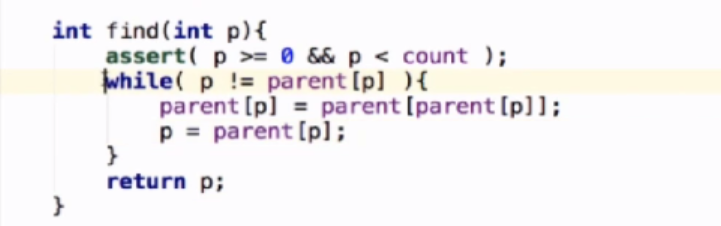 int find(int p){
    assert( p >= 0 && p < count );
    while( p != parent[p] ){
        parent[p] = parent[parent[p]];
        p = parent[p];
    }
    return p;
}